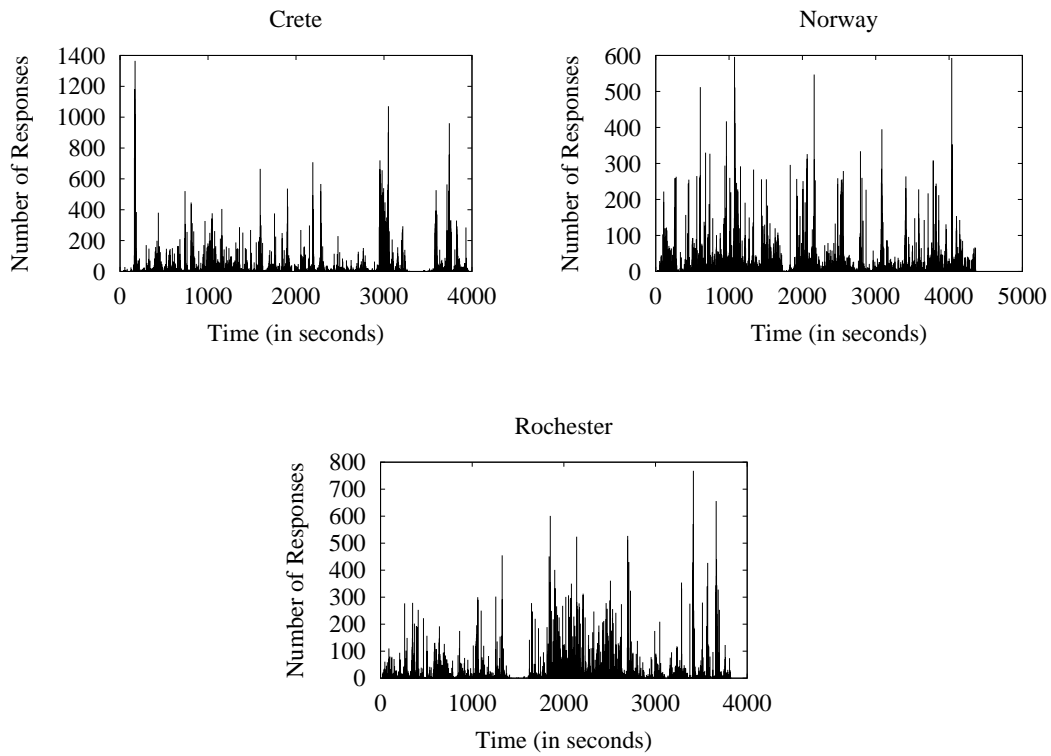 Crete
Number of Responses
1400
1200
1000
800
600
400
200
0
0 1000 2000 3000 4000
Time (in seconds)
Norway
Number of Responses
600
500
400
300
200
100
0
0 1000 2000 3000 4000 5000
Time (in seconds)
Rochester
Number of Responses
800
700
600
500
400
300
200
100
0
0 1000 2000 3000 4000
Time (in seconds)